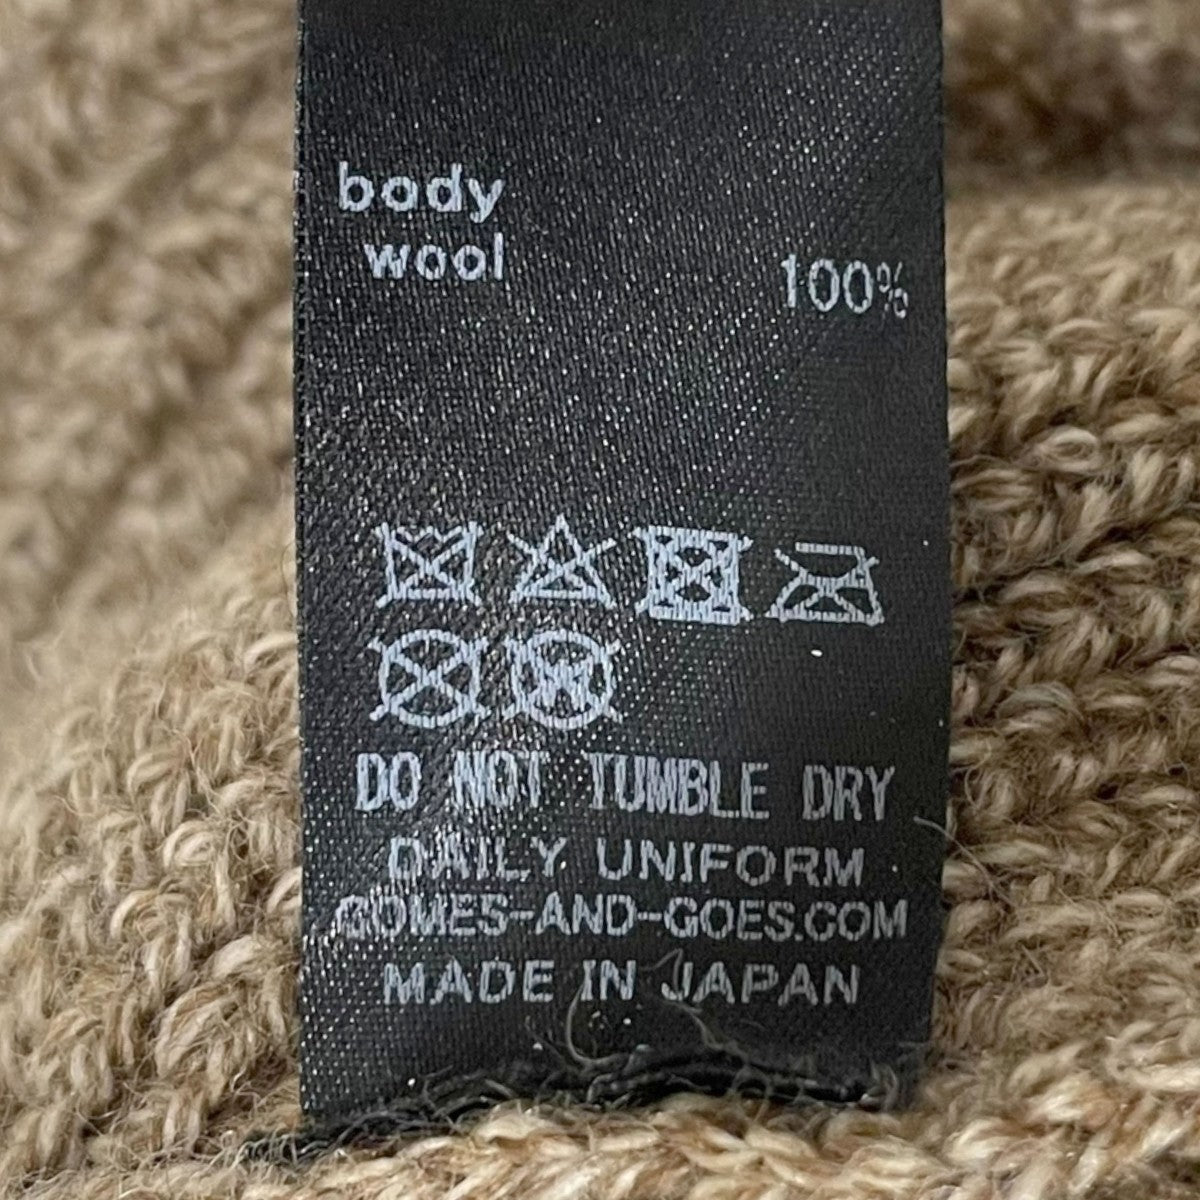 body
wool 100%
DO NOT TUMBLE DRY
DAILY UNIFORM
COMES-AND-GOES.COM
MADE IN JAPAN